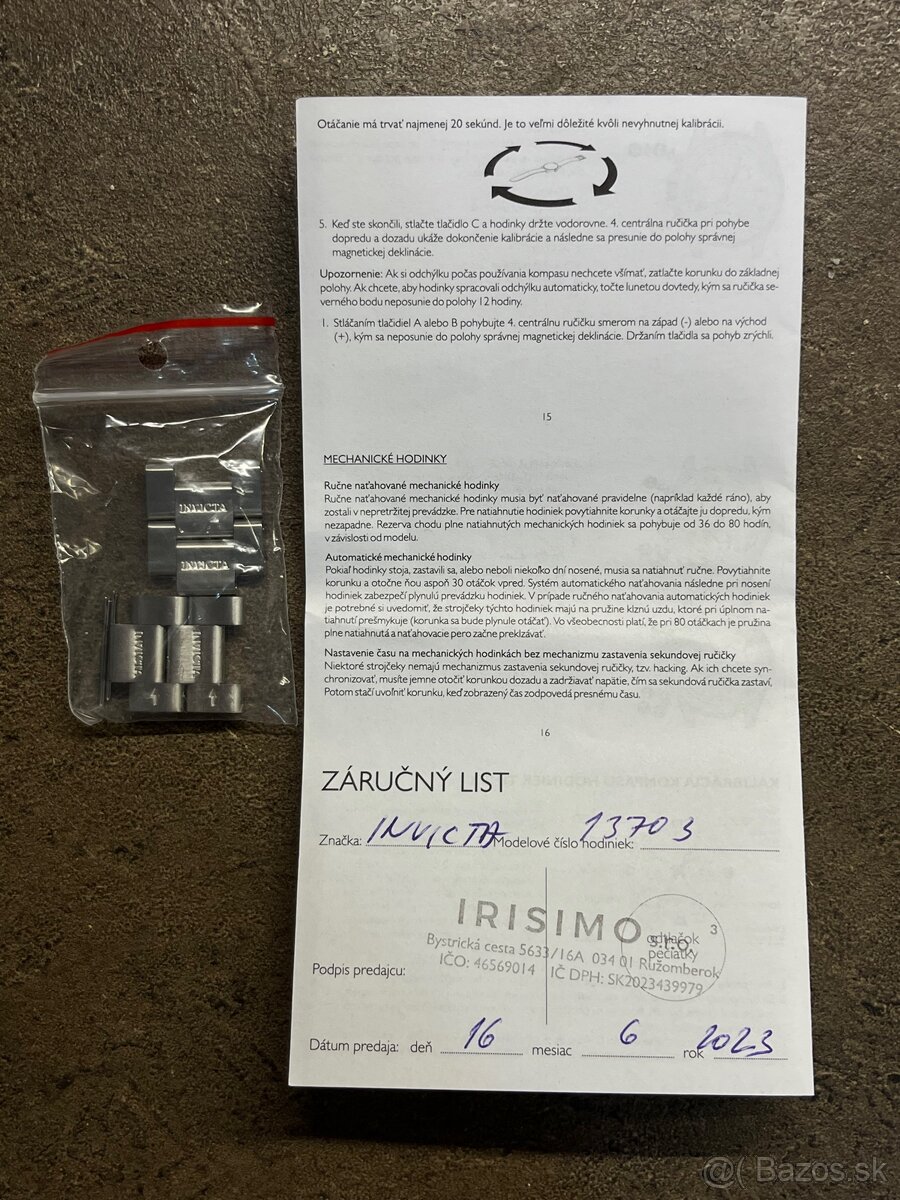 Otáčanie má trvať najmenej 20 sekúnd. Je to veľmi dôležité kvôli nevyhnutnej kalibrácii.
5. Keď ste skončili, stlačte tlačidlo C a hodinky držte vodorovne. 4. centrálna ručička pri pohybe
dopredu a dozadu ukáže dokončenie kalibrácie a následne sa presunie do polohy správnej
magnetickej deklinácie.
Upozornenie: Ak si odchýlku počas používania kompasu nechcete všímať, zatlačte korunku do základnej
polohy. Ak chcete, aby hodinky spracovali odchýlku automaticky, točte lunetou dovtedy, kým sa ručička se-
verného bodu neposunie do polohy 12 hodiny.
1. Stláčaním tlačidiel A alebo B pohybujte 4. centrálnu ručičku smerom na západ (-) alebo na východ
(+), kým sa neposunie do polohy správnej magnetickej deklinácie. Držaním tlačidla sa pohyb zrýchli.
15
MECHANICKÉ HODINKY
Ručne naťahované mechanické hodinky
Ručne naťahované mechanické hodinky musia byť naťahované pravidelne (napríklad každé ráno), aby
zostali v nepretržitej prevádzke. Pre natiahnutie hodiniek povytiahnite korunky a otáčajte ju dopredu, kým
nezapadne. Rezerva chodu plne natiahnutých mechanických hodiniek sa pohybuje od 36 do 80 hodín,
v závislosti od modelu.
Automatické mechanické hodinky
Pokiaľ hodinky stoja, zastavili sa, alebo neboli niekoľko dní nosené, musia sa natiahnuť ručne. Povytiahnite
korunku a otočne ňou aspoň 30 otáčok vpred. Systém automatického naťahovania následne pri nosení
hodiniek zabezpečí plynulú prevádzku hodiniek. V prípade ručného naťahovania automatických hodiniek
je potrebné si uvedomiť, že strojčeky týchto hodiniek majú na pružine klznú uzdu, ktoré pri úplnom na-
tiahnutí prešmykuje (korunka sa bude plynule otáčať). Vo všeobecnosti platí, že pri 80 otáčkach je pružina
plne natiahnutá a naťahovacie pero začne preklzávať.
Nastavenie času na mechanických hodinkách bez mechanizmu zastavenia sekundovej ručičky
Niektoré strojčeky nemajú mechanizmus zastavenia sekundovej ručičky, tzv. hacking. Ak ich chcete syn-
chronizovať, musíte jemne otočiť korunkou dozadu a zadržiavať napätie, čím sa sekundová ručička zastaví.
Potom stačí uvoľniť korunku, keď zobrazený čas zodpovedá presnému času.
16
ZÁRUČNÝ LIST
Značka: INVICTA Modelové číslo hodiniek: 13703
IRISIMO s.r.o.
Bystrická cesta 5633/16A 034 01 Ružomberok
IČO: 46569014 IČ DPH: SK2023439979
3
odtlačok
pečiatky
Podpis predajcu:
Dátum predaja: deň 16 mesiac 6 rok 2023
INVICTA
INVICTA
INVICTA
INVICTA
@( Bazos.sk